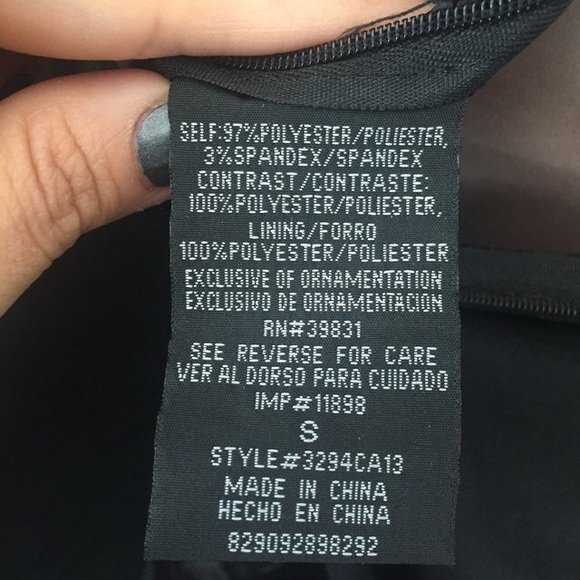 SELF:97%POLYESTER/POLIESTER,
3%SPANDEX/SPANDEX
CONTRAST/CONTRASTE:
100%POLYESTER/POLIESTER,
LINING/FORRO
100%POLYESTER/POLIESTER
EXCLUSIVE OF ORNAMENTATION
EXCLUSIVO DE ORNAMENTACION
RN#39831
SEE REVERSE FOR CARE
VER AL DORSO PARA CUIDADO
IMP#11898
S
STYLE#3294CA13
MADE IN CHINA
HECHO EN CHINA
829092898292